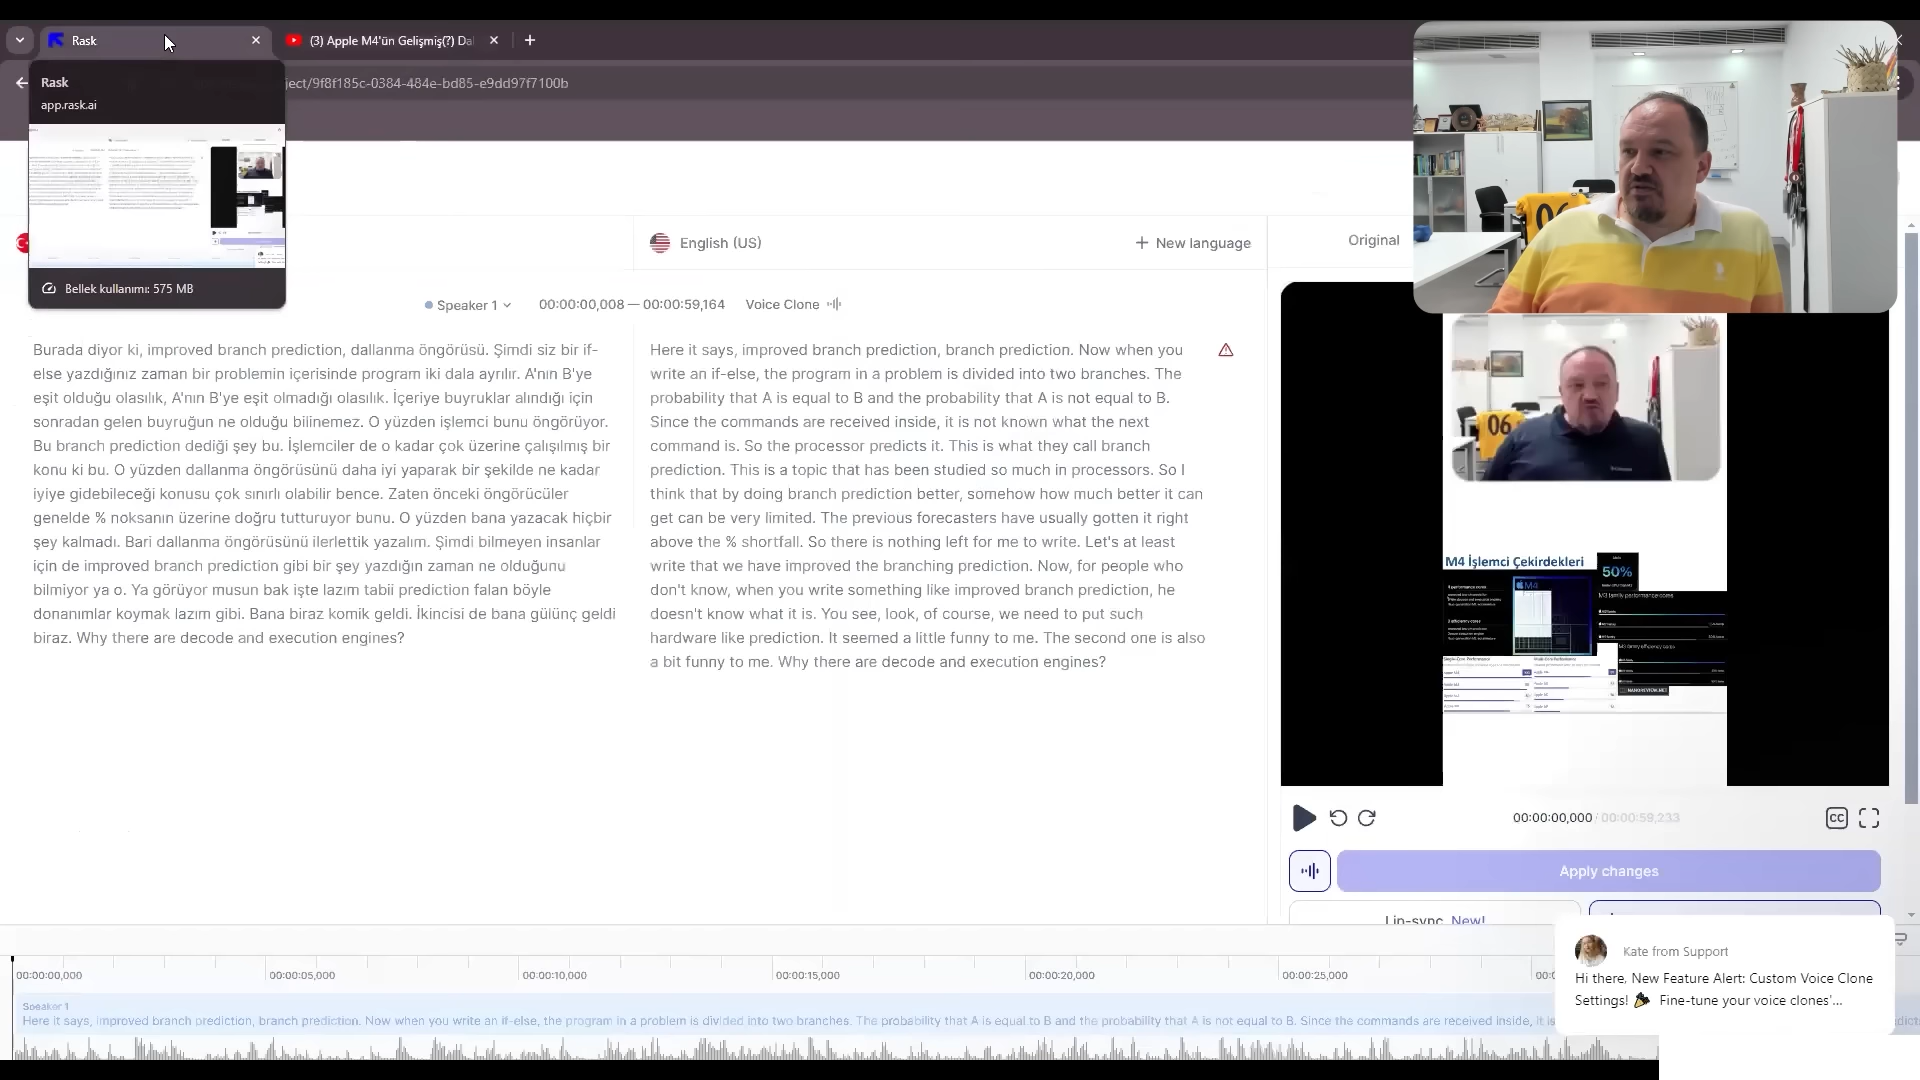 Rask
(3) Apple M4'ün Gelişmiş(?) Da
ject/9f8f185c-0384-484e-bd85-e9dd97f7100b
Rask
app.rask.ai
Bellek kullanımı: 575 MB
English (US)
New language
Original
Speaker 1
00:00:00,008 — 00:00:59,164
Voice Clone
Burada diyor ki, improved branch prediction, dallanma öngörüsü. Şimdi siz bir if-
else yazdığınız zaman bir problemin içerisinde program iki dala ayrılır. A'nın B'ye
eşit olduğu olasılık, A'nın B'ye eşit olmadığı olasılık. İçeriye buyruklar alındığı için
sonradan gelen buyruğun ne olduğu bilinemez. O yüzden işlemci bunu öngörüyor.
Bu branch prediction dediği şey bu. İşlemciler de o kadar çok üzerine çalışılmış bir
konu ki bu. O yüzden dallanma öngörüsünü daha iyi yaparak bir şekilde ne kadar
iyiye gidebileceği konusu çok sınırlı olabilir bence. Zaten önceki öngörücüler
genelde % noksanın üzerine doğru tutturuyor bunu. O yüzden bana yazacak hiçbir
şey kalmadı. Bari dallanma öngörüsünü ilerlettik yazalım. Şimdi bilmeyen insanlar
için de improved branch prediction gibi bir şey yazdığın zaman ne olduğunu
bilmiyor ya o. Ya görüyor musun bak işte lazım tabii prediction falan böyle
donanımlar koymak lazım gibi. Bana biraz komik geldi. İkincisi de bana gülünç geldi
biraz. Why there are decode and execution engines?
Here it says, improved branch prediction, branch prediction. Now when you
write an if-else, the program in a problem is divided into two branches. The
probability that A is equal to B and the probability that A is not equal to B.
Since the commands are received inside, it is not known what the next
command is. So the processor predicts it. This is what they call branch
prediction. This is a topic that has been studied so much in processors. So I
think that by doing branch prediction better, somehow how much better it can
get can be very limited. The previous forecasters have usually gotten it right
above the % shortfall. So there is nothing left for me to write. Let's at least
write that we have improved the branching prediction. Now, for people who
don't know, when you write something like improved branch prediction, he
doesn't know what it is. You see, look, of course, we need to put such
hardware like prediction. It seemed a little funny to me. The second one is also
a bit funny to me. Why there are decode and execution engines?
06
06
M4 İşlemci Çekirdekleri
50%
M4
M3 family performance cores
M3 family efficiency cores
00:00:00,000 / 00:00:59,233
CC
Apply changes
Lip-sync New!
Kate from Support
Hi there, New Feature Alert: Custom Voice Clone
Settings! Fine-tune your voice clones'...
00:00:00,000
00:00:05,000
00:00:10,000
00:00:15,000
00:00:20,000
00:00:25,000
Speaker 1
Here it says, improved branch prediction, branch prediction. Now when you write an if-else, the program in a problem is divided into two branches. The probability that A is equal to B and the probability that A is not equal to B. Since the commands are received inside, it is